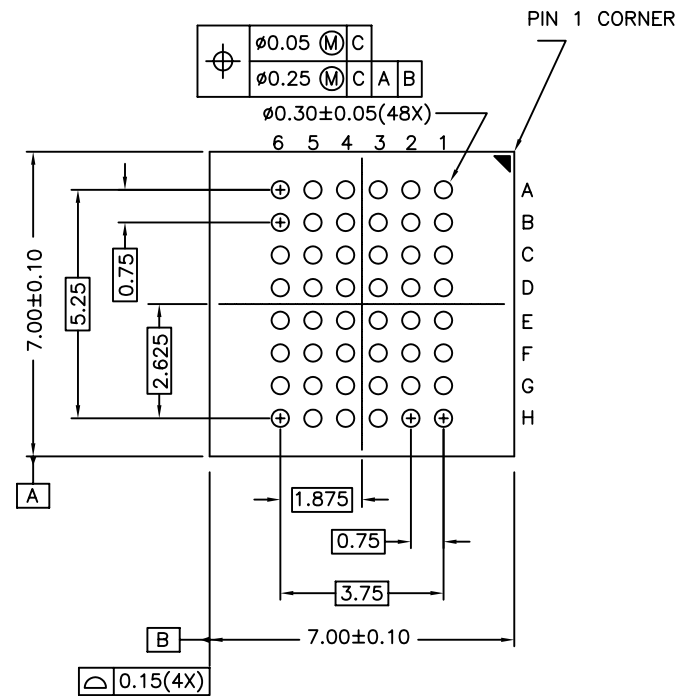 PIN 1 CORNER
⌖ ⌀0.05 Ⓜ C
⌀0.25 Ⓜ C A B
⌀0.30±0.05(48X)
6 5 4 3 2 1
A
B
C
D
E
F
G
H
7.00±0.10
5.25
0.75
2.625
A
1.875
0.75
3.75
B
7.00±0.10
⌓ 0.15(4X)